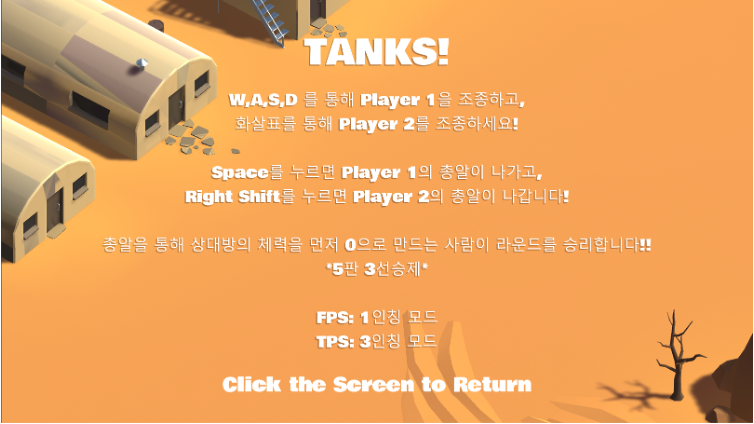 TANKS!
W,A,S,D 를 통해 Player 1을 조종하고,
화살표를 통해 Player 2를 조종하세요!
Space를 누르면 Player 1의 총알이 나가고,
Right Shift를 누르면 Player 2의 총알이 나갑니다!
총알을 통해 상대방의 체력을 먼저 0으로 만드는 사람이 라운드를 승리합니다!!
*5판 3선승제*
FPS: 1인칭 모드
TPS: 3인칭 모드
Click the Screen to Return